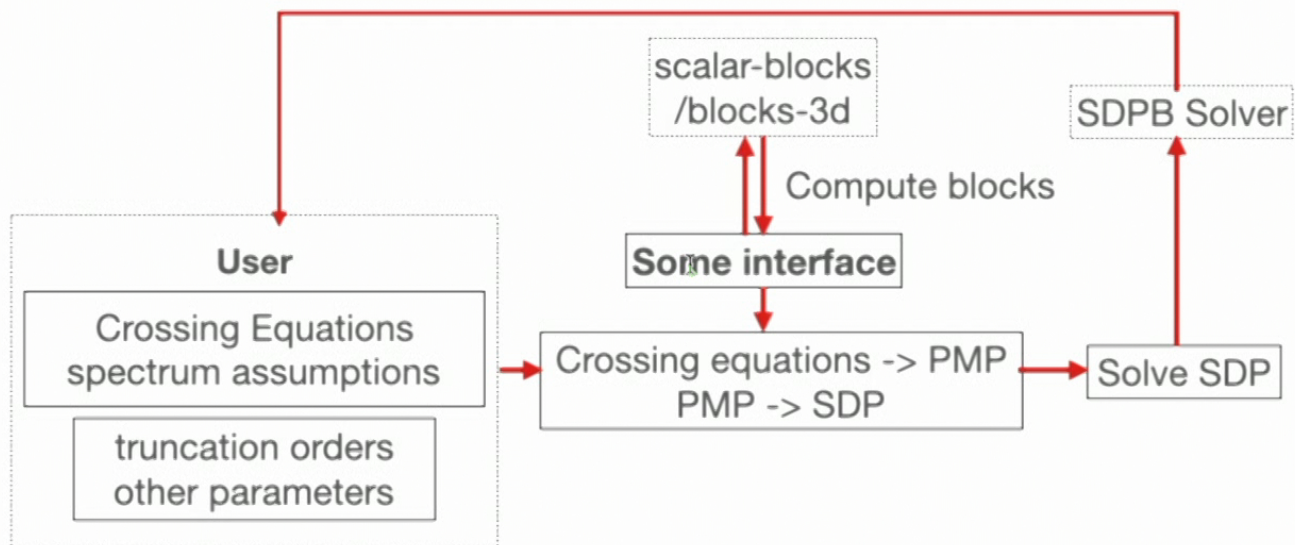 scalar-blocks
/blocks-3d
SDPB Solver
Compute blocks
User
Some interface
Crossing Equations
spectrum assumptions
Crossing equations -> PMP
PMP -> SDP
Solve SDP
truncation orders
other parameters